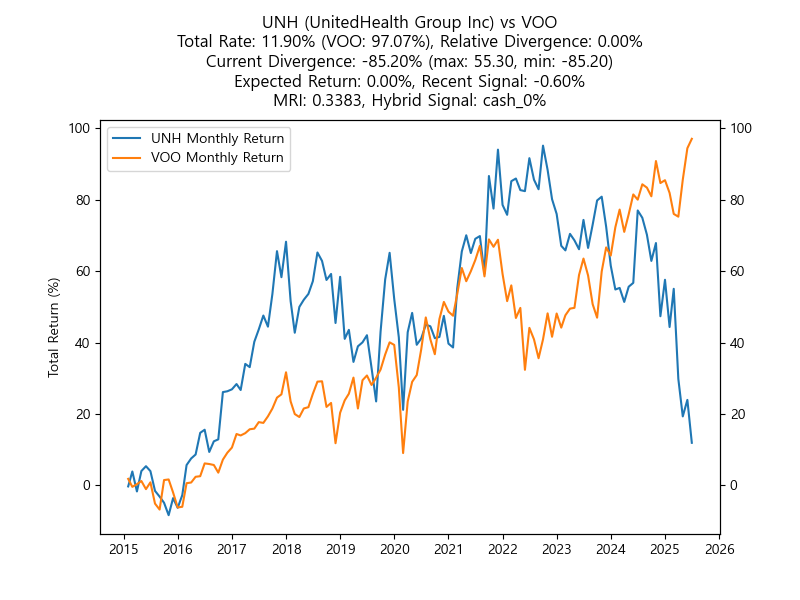 UNH (UnitedHealth Group Inc) vs VOO
Total Rate: 11.90% (VOO: 97.07%), Relative Divergence: 0.00%
Current Divergence: -85.20% (max: 55.30, min: -85.20)
Expected Return: 0.00%, Recent Signal: -0.60%
MRI: 0.3383, Hybrid Signal: cash_0%
UNH Monthly Return
VOO Monthly Return
Total Return (%)
100
80
60
40
20
0
100
80
60
40
20
0
2015 2016 2017 2018 2019 2020 2021 2022 2023 2024 2025 2026